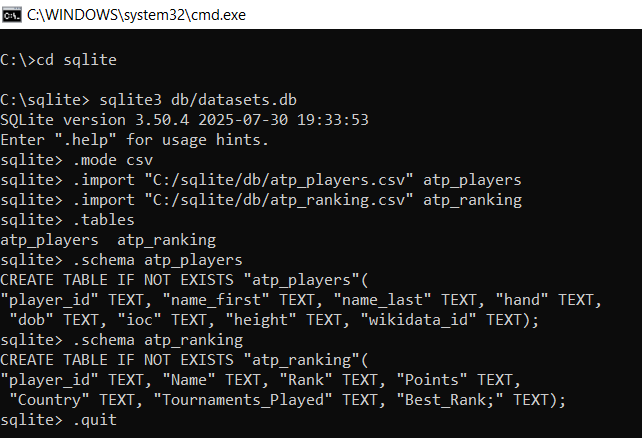 C:\WINDOWS\system32\cmd.exe
C:\>cd sqlite
C:\sqlite> sqlite3 db/datasets.db
SQLite version 3.50.4 2025-07-30 19:33:53
Enter ".help" for usage hints.
sqlite> .mode csv
sqlite> .import "C:/sqlite/db/atp_players.csv" atp_players
sqlite> .import "C:/sqlite/db/atp_ranking.csv" atp_ranking
sqlite> .tables
atp_players  atp_ranking
sqlite> .schema atp_players
CREATE TABLE IF NOT EXISTS "atp_players"(
"player_id" TEXT, "name_first" TEXT, "name_last" TEXT, "hand" TEXT,
 "dob" TEXT, "ioc" TEXT, "height" TEXT, "wikidata_id" TEXT);
sqlite> .schema atp_ranking
CREATE TABLE IF NOT EXISTS "atp_ranking"(
"player_id" TEXT, "Name" TEXT, "Rank" TEXT, "Points" TEXT,
 "Country" TEXT, "Tournaments_Played" TEXT, "Best_Rank;" TEXT);
sqlite> .quit